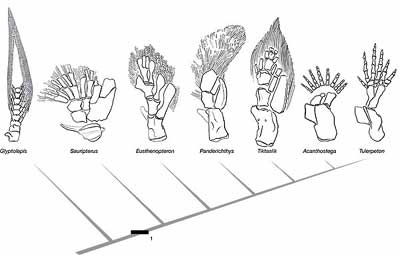 Glyptolepis Sauripterus Eusthenopteron Panderichthys Tiktaalik Acanthostega Tulerpeton
1